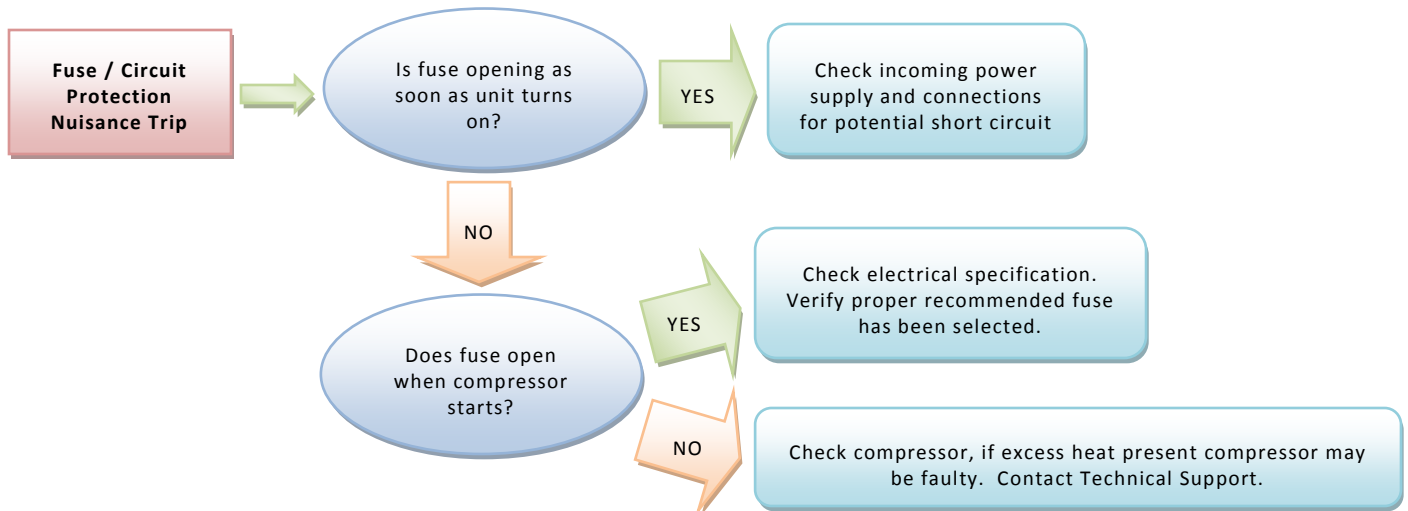 Fuse / Circuit
Protection
Nuisance Trip
Is fuse opening as
soon as unit turns
on?
YES
Check incoming power
supply and connections
for potential short circuit
NO
Does fuse open
when compressor
starts?
YES
Check electrical specification.
Verify proper recommended fuse
has been selected.
NO
Check compressor, if excess heat present compressor may
be faulty.  Contact Technical Support.